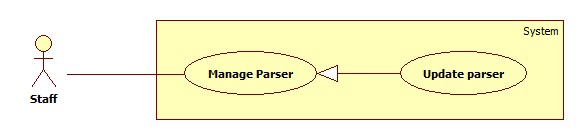 System
Manage Parser
Update parser
Staff